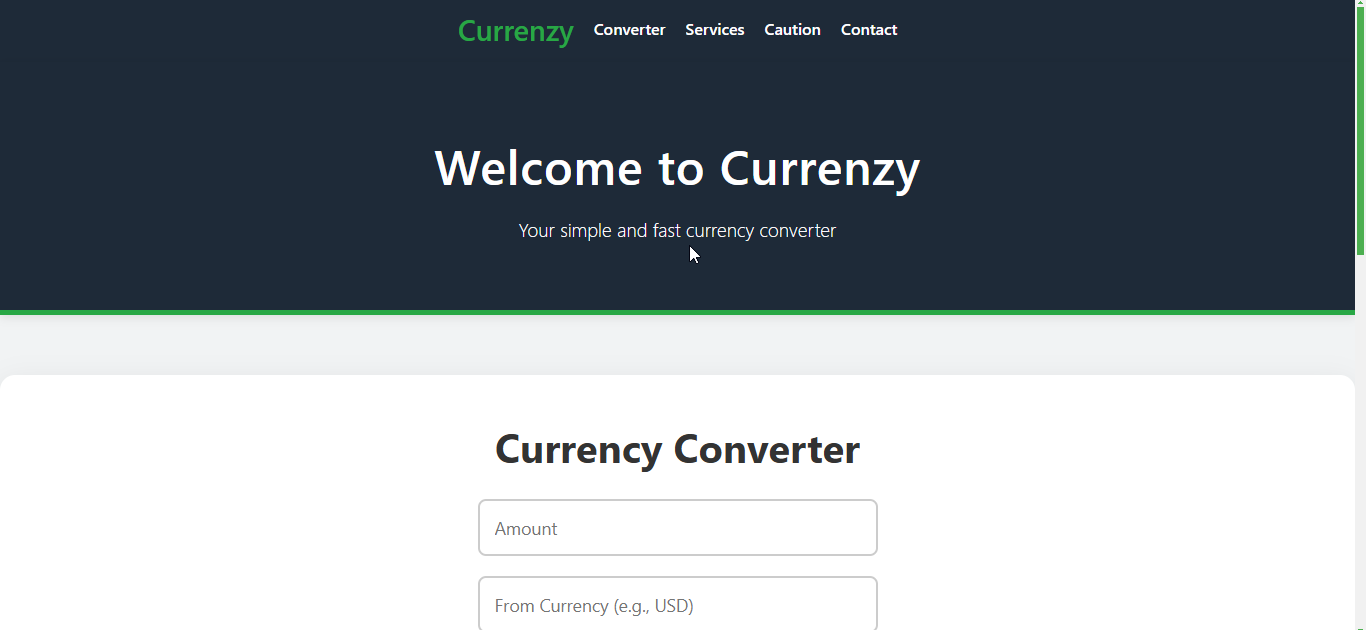 Currenzy Converter Services Caution Contact
Welcome to Currenzy
Your simple and fast currency converter
Currency Converter
Amount
From Currency (e.g., USD)